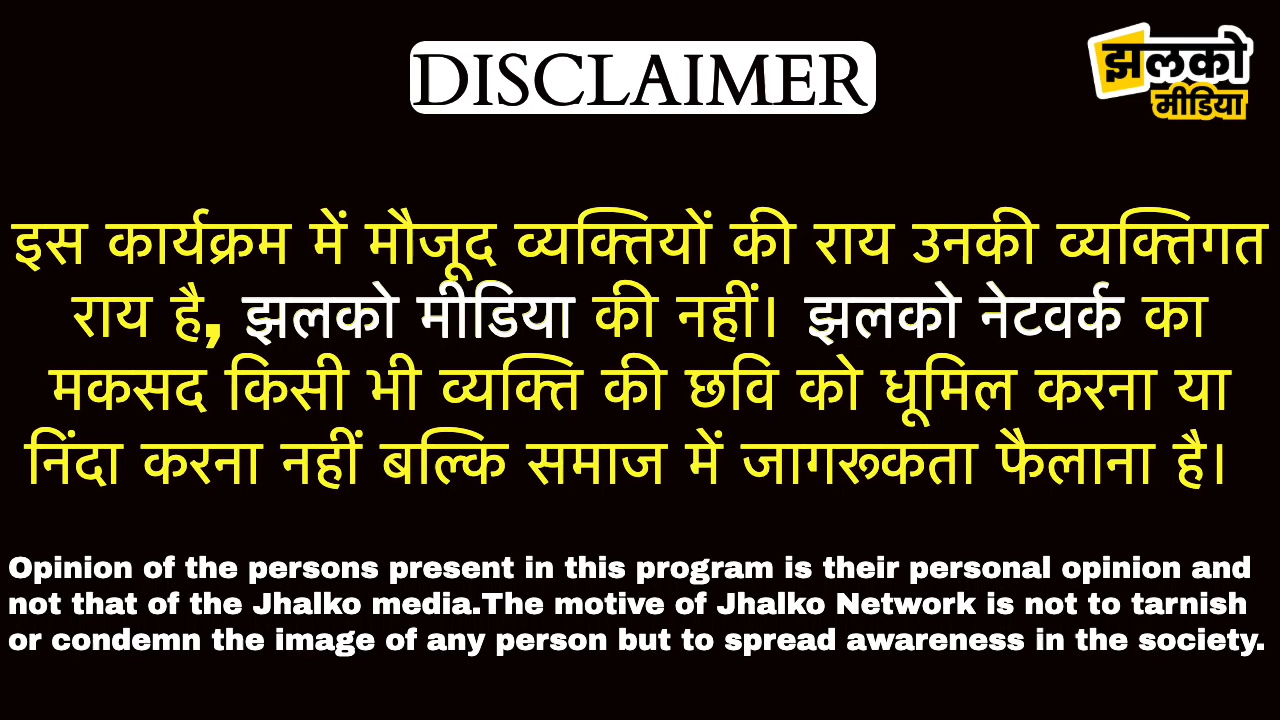 DISCLAIMER
झलको
मीडिया
इस कार्यक्रम में मौजूद व्यक्तियों की राय उनकी व्यक्तिगत
राय है, झलको मीडिया की नहीं। झलको नेटवर्क का
मकसद किसी भी व्यक्ति की छवि को धूमिल करना या
निंदा करना नहीं बल्कि समाज में जागरूकता फैलाना है।
Opinion of the persons present in this program is their personal opinion and
not that of the Jhalko media.The motive of Jhalko Network is not to tarnish
or condemn the image of any person but to spread awareness in the society.